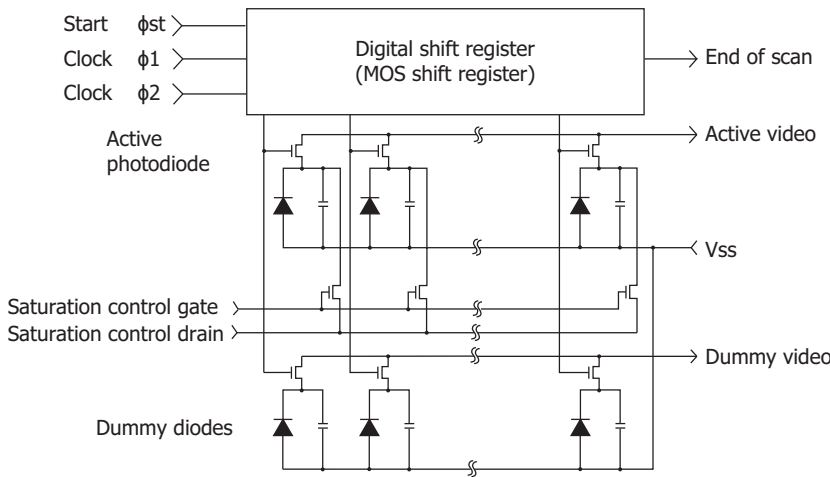 Start φst
Clock φ1
Clock φ2
Digital shift register
(MOS shift register)
End of scan
Active
photodiode
Active video
Vss
Saturation control gate
Saturation control drain
Dummy video
Dummy diodes